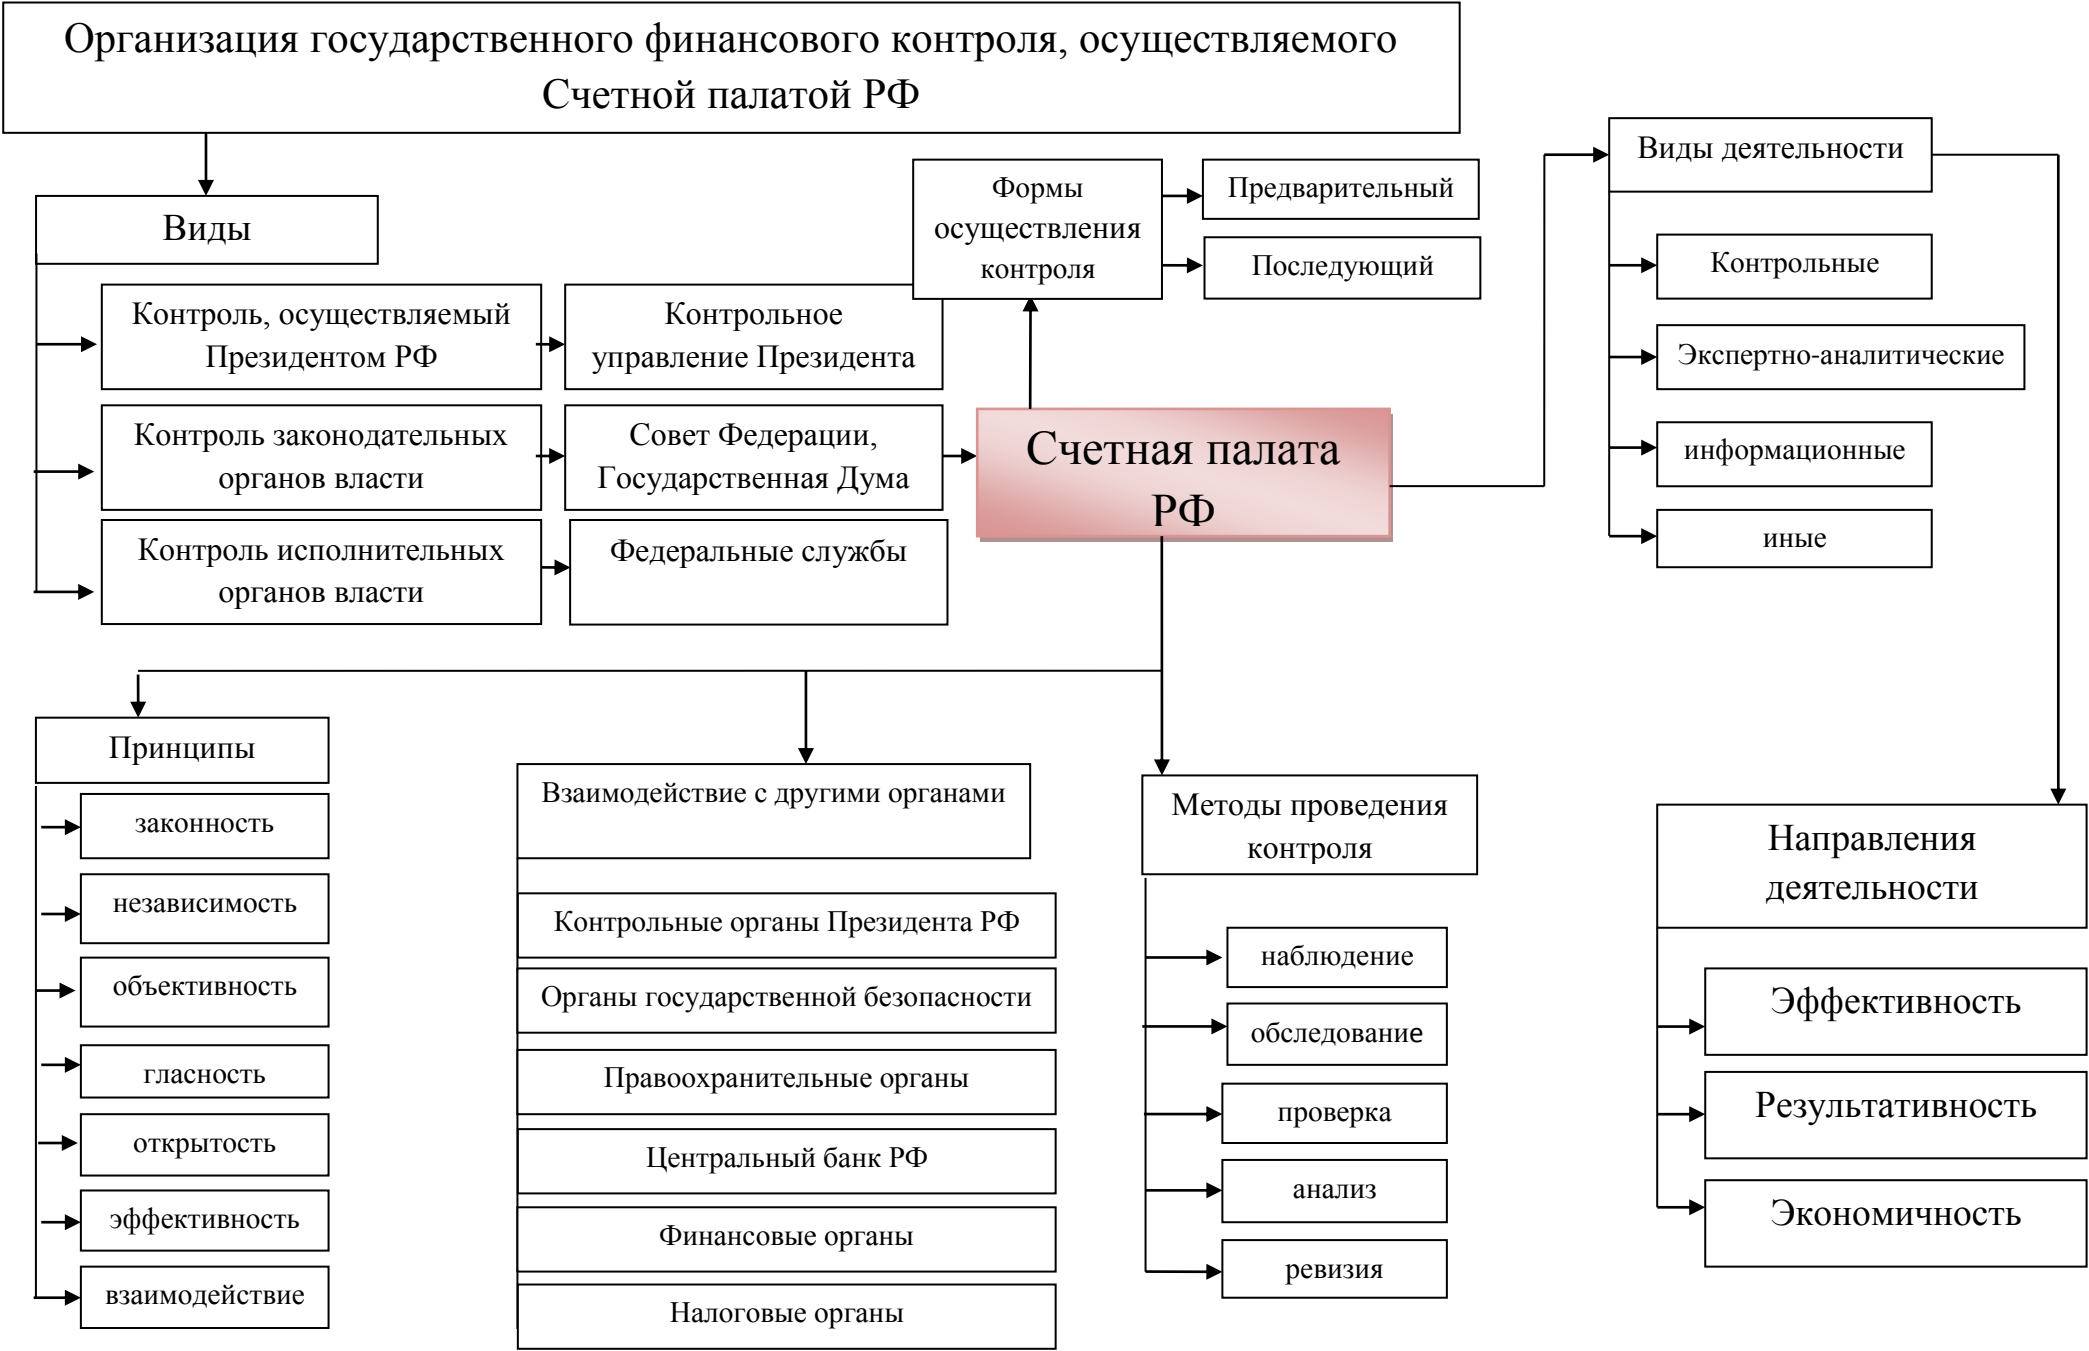 Организация государственного финансового контроля, осуществляемого
Счетной палатой РФ
Виды
Контроль, осуществляемый
Президентом РФ
Контрольное
управление Президента
Контроль законодательных
органов власти
Совет Федерации,
Государственная Дума
Контроль исполнительных
органов власти
Федеральные службы
Формы
осуществления
контроля
Предварительный
Последующий
Счетная палата
РФ
Виды деятельности
Контрольные
Экспертно-аналитические
информационные
иные
Принципы
законность
независимость
объективность
гласность
открытость
эффективность
взаимодействие
Взаимодействие с другими органами
Контрольные органы Президента РФ
Органы государственной безопасности
Правоохранительные органы
Центральный банк РФ
Финансовые органы
Налоговые органы
Методы проведения
контроля
наблюдение
обследование
проверка
анализ
ревизия
Направления
деятельности
Эффективность
Результативность
Экономичность